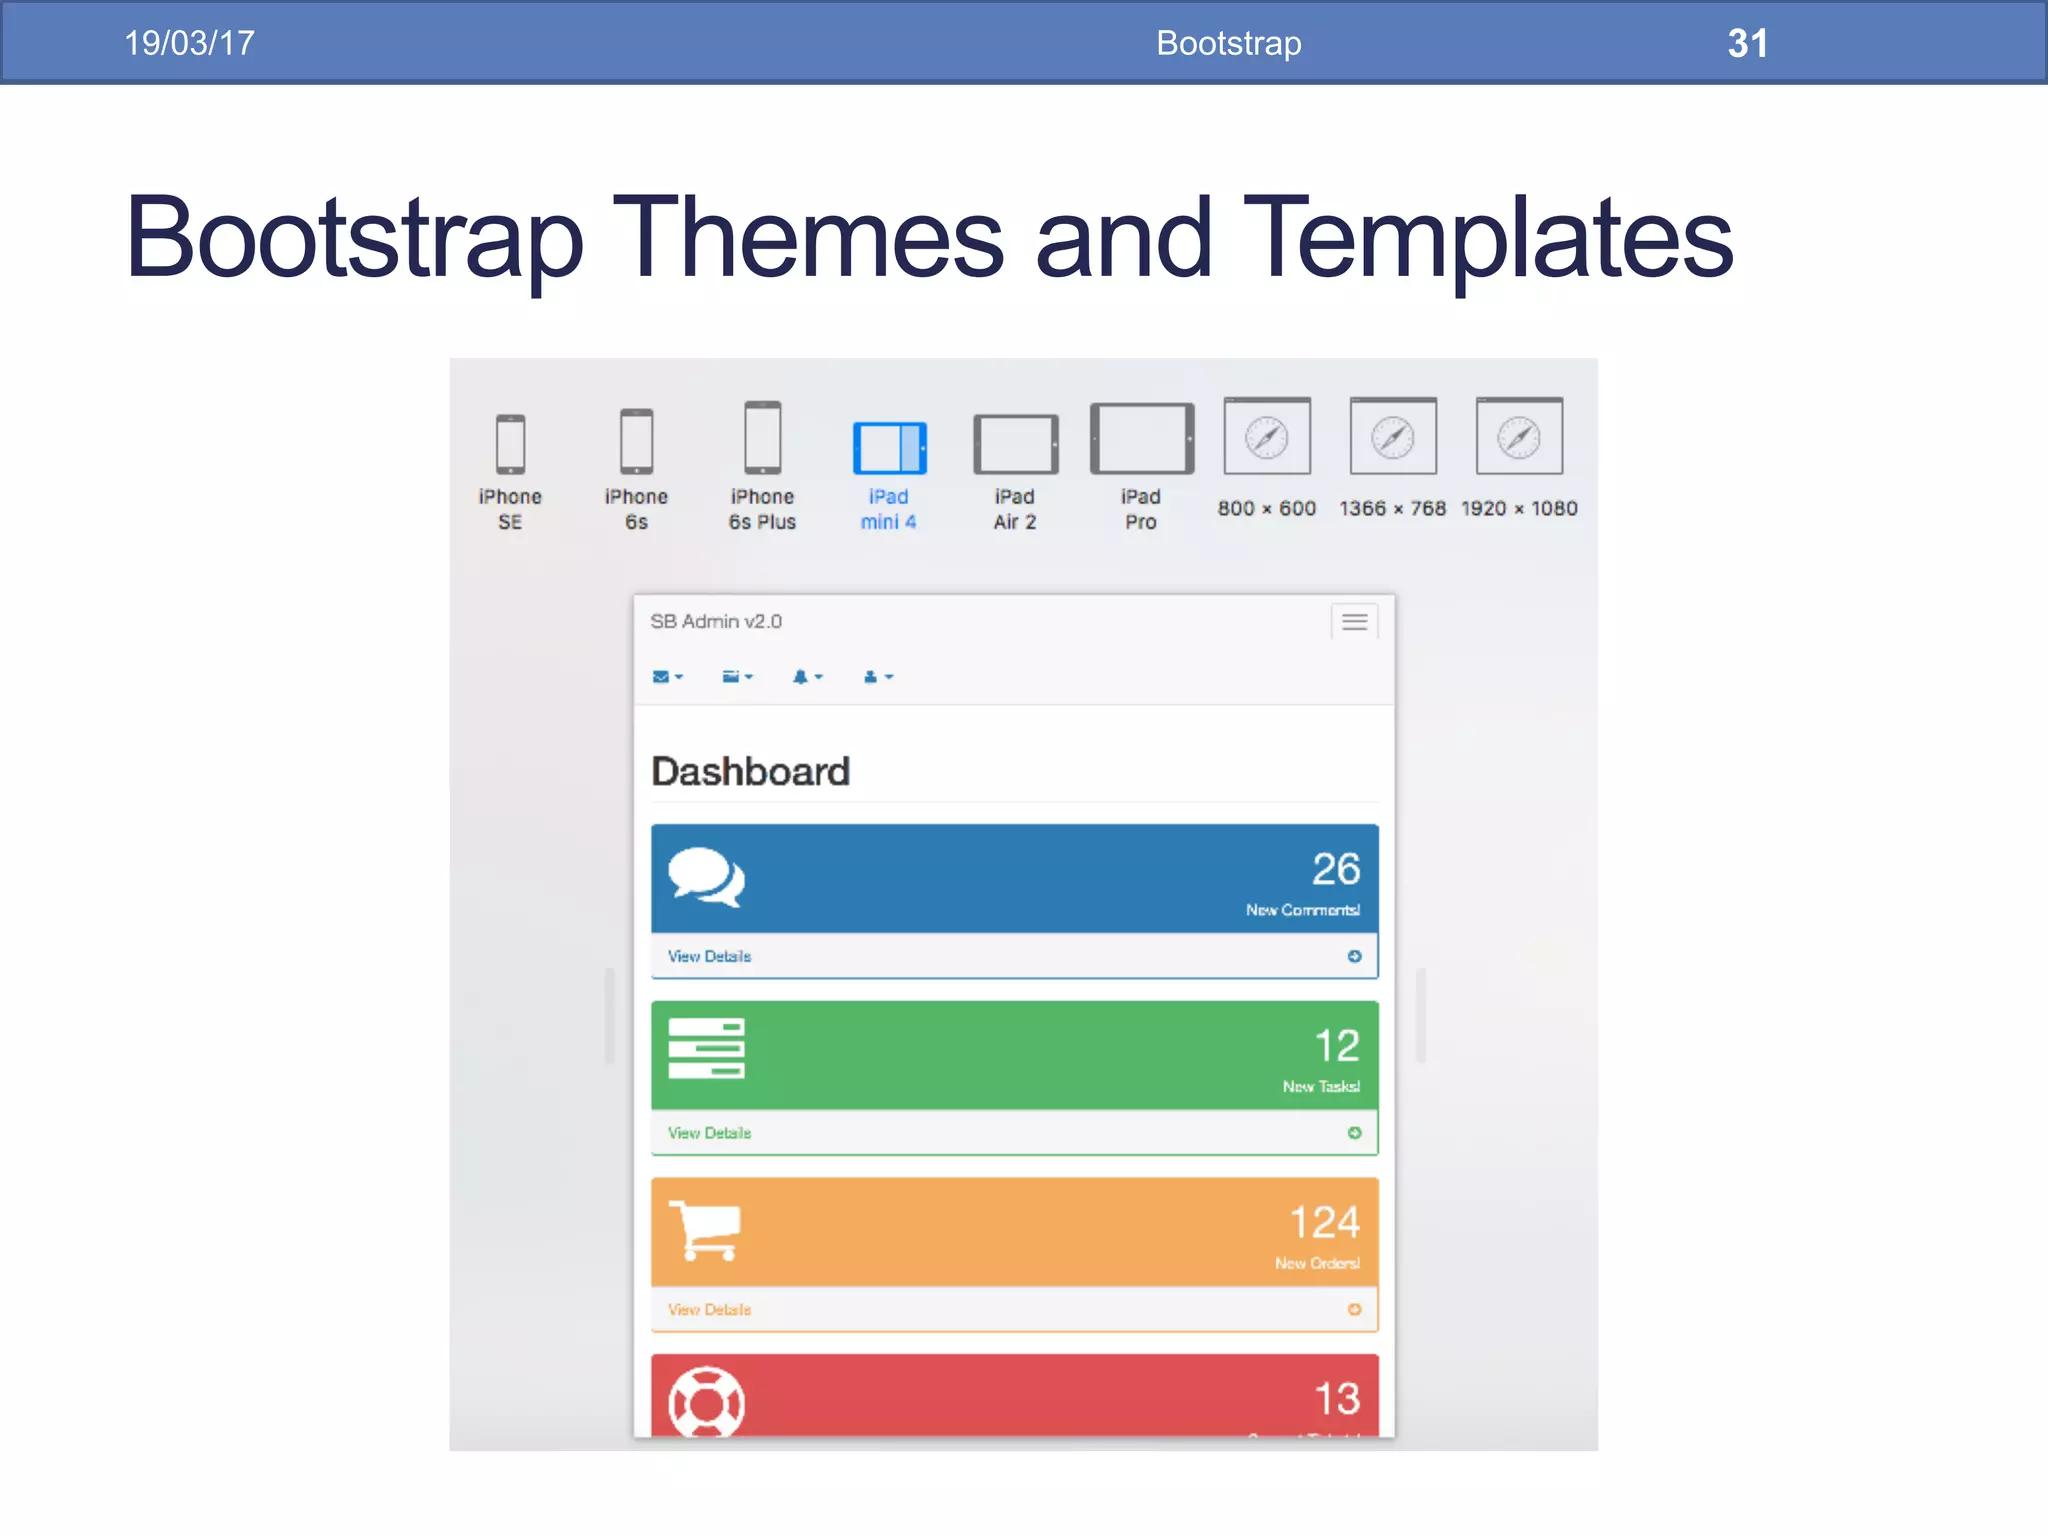 19/03/17 Bootstrap 31
Bootstrap Themes and Templates
iPhone SE
iPhone 6s
iPhone 6s Plus
iPad mini 4
iPad Air 2
iPad Pro
800 × 600
1366 × 768
1920 × 1080
SB Admin v2.0
Dashboard
26
New Comments!
View Details
12
New Tasks!
View Details
124
New Orders!
View Details
13